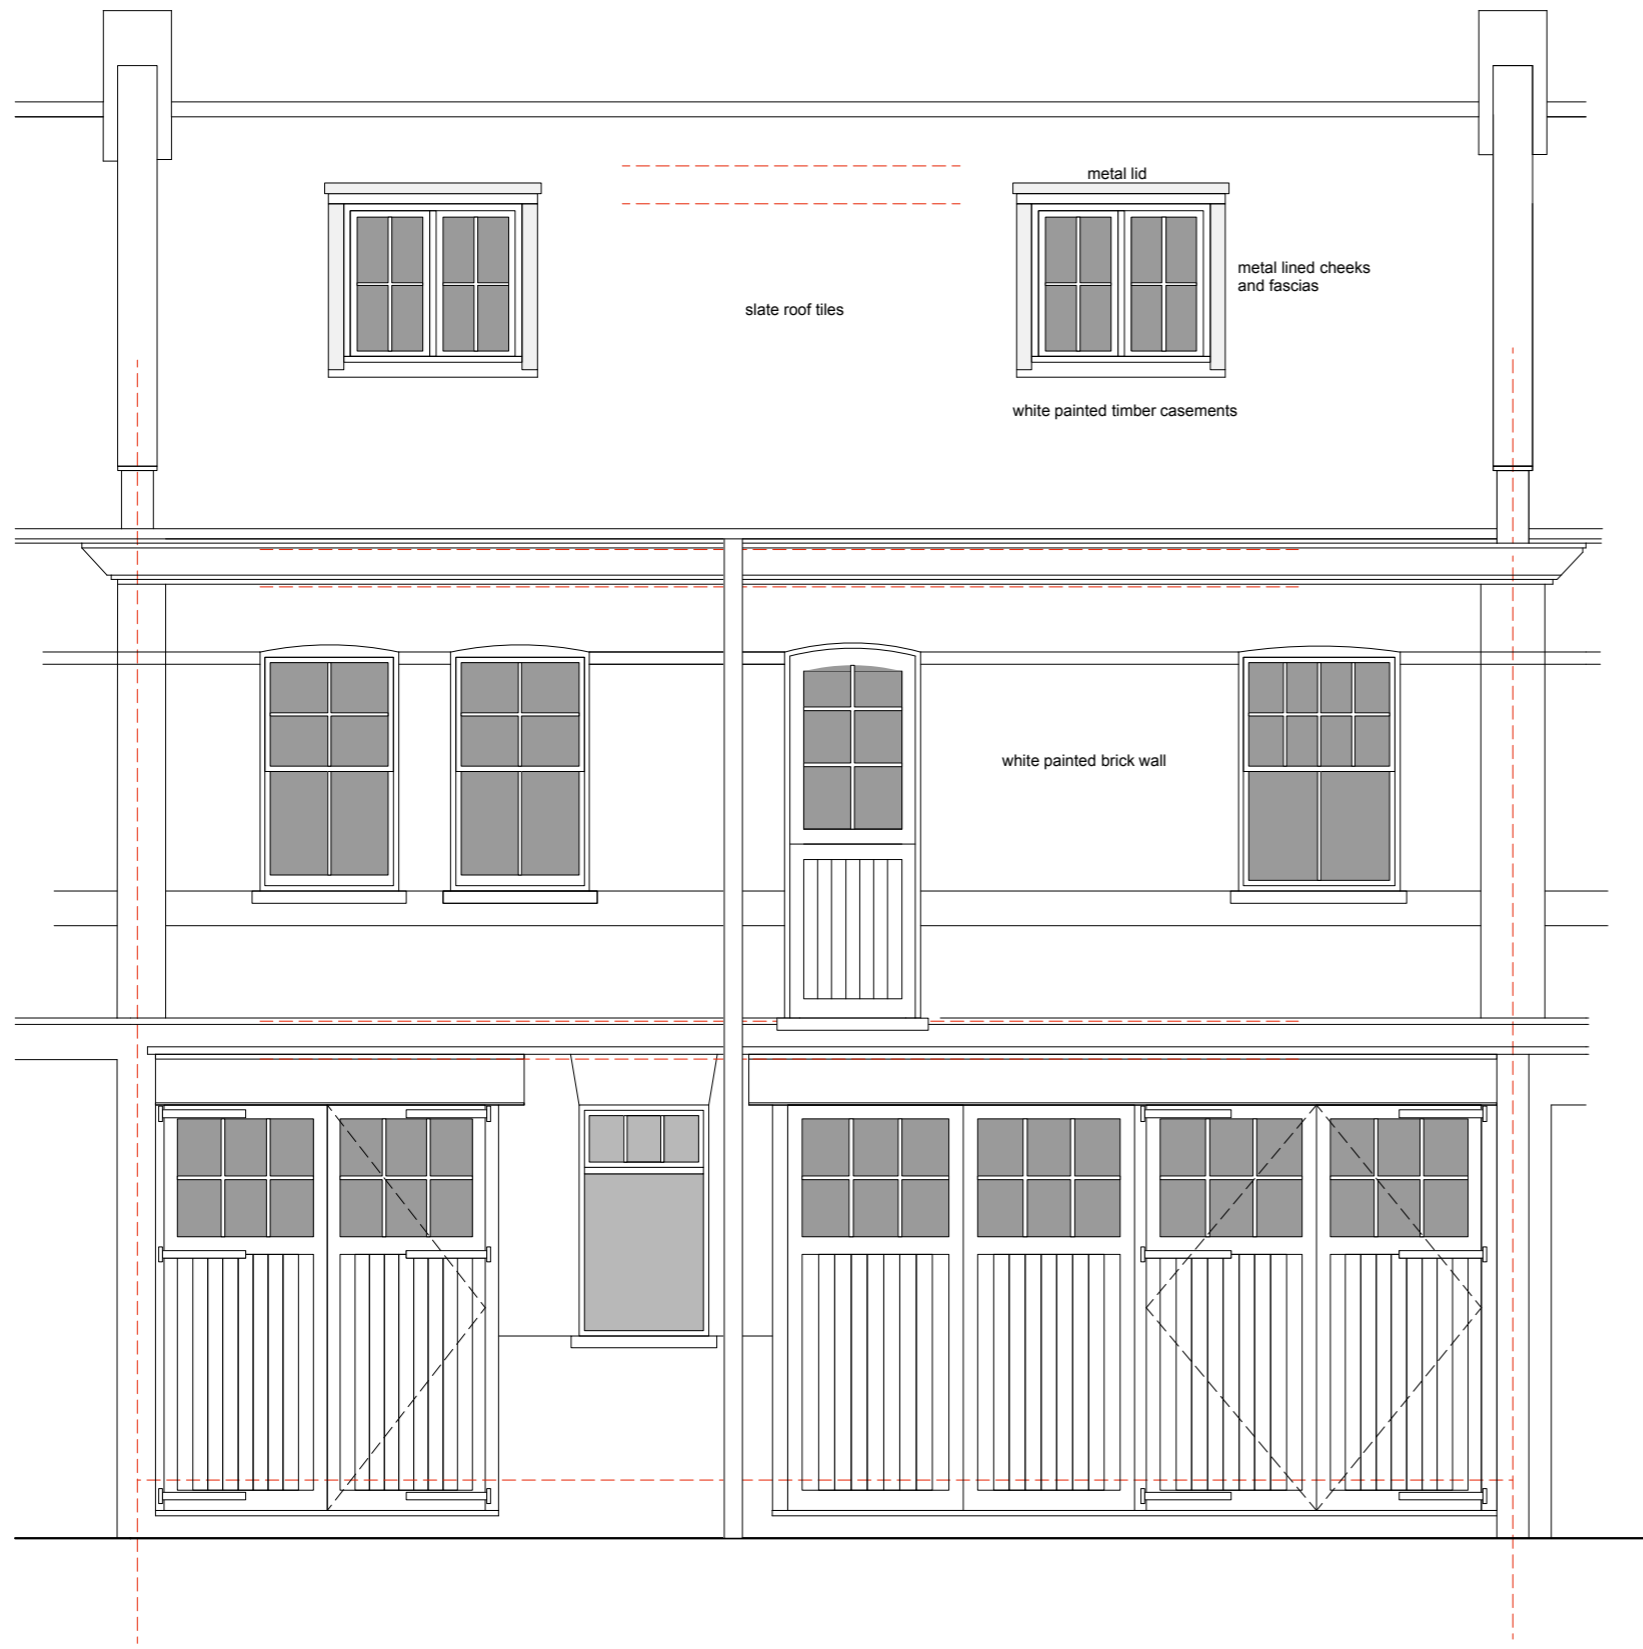 metal lid
metal lined cheeks
and fascias
slate roof tiles
white painted timber casements
white painted brick wall